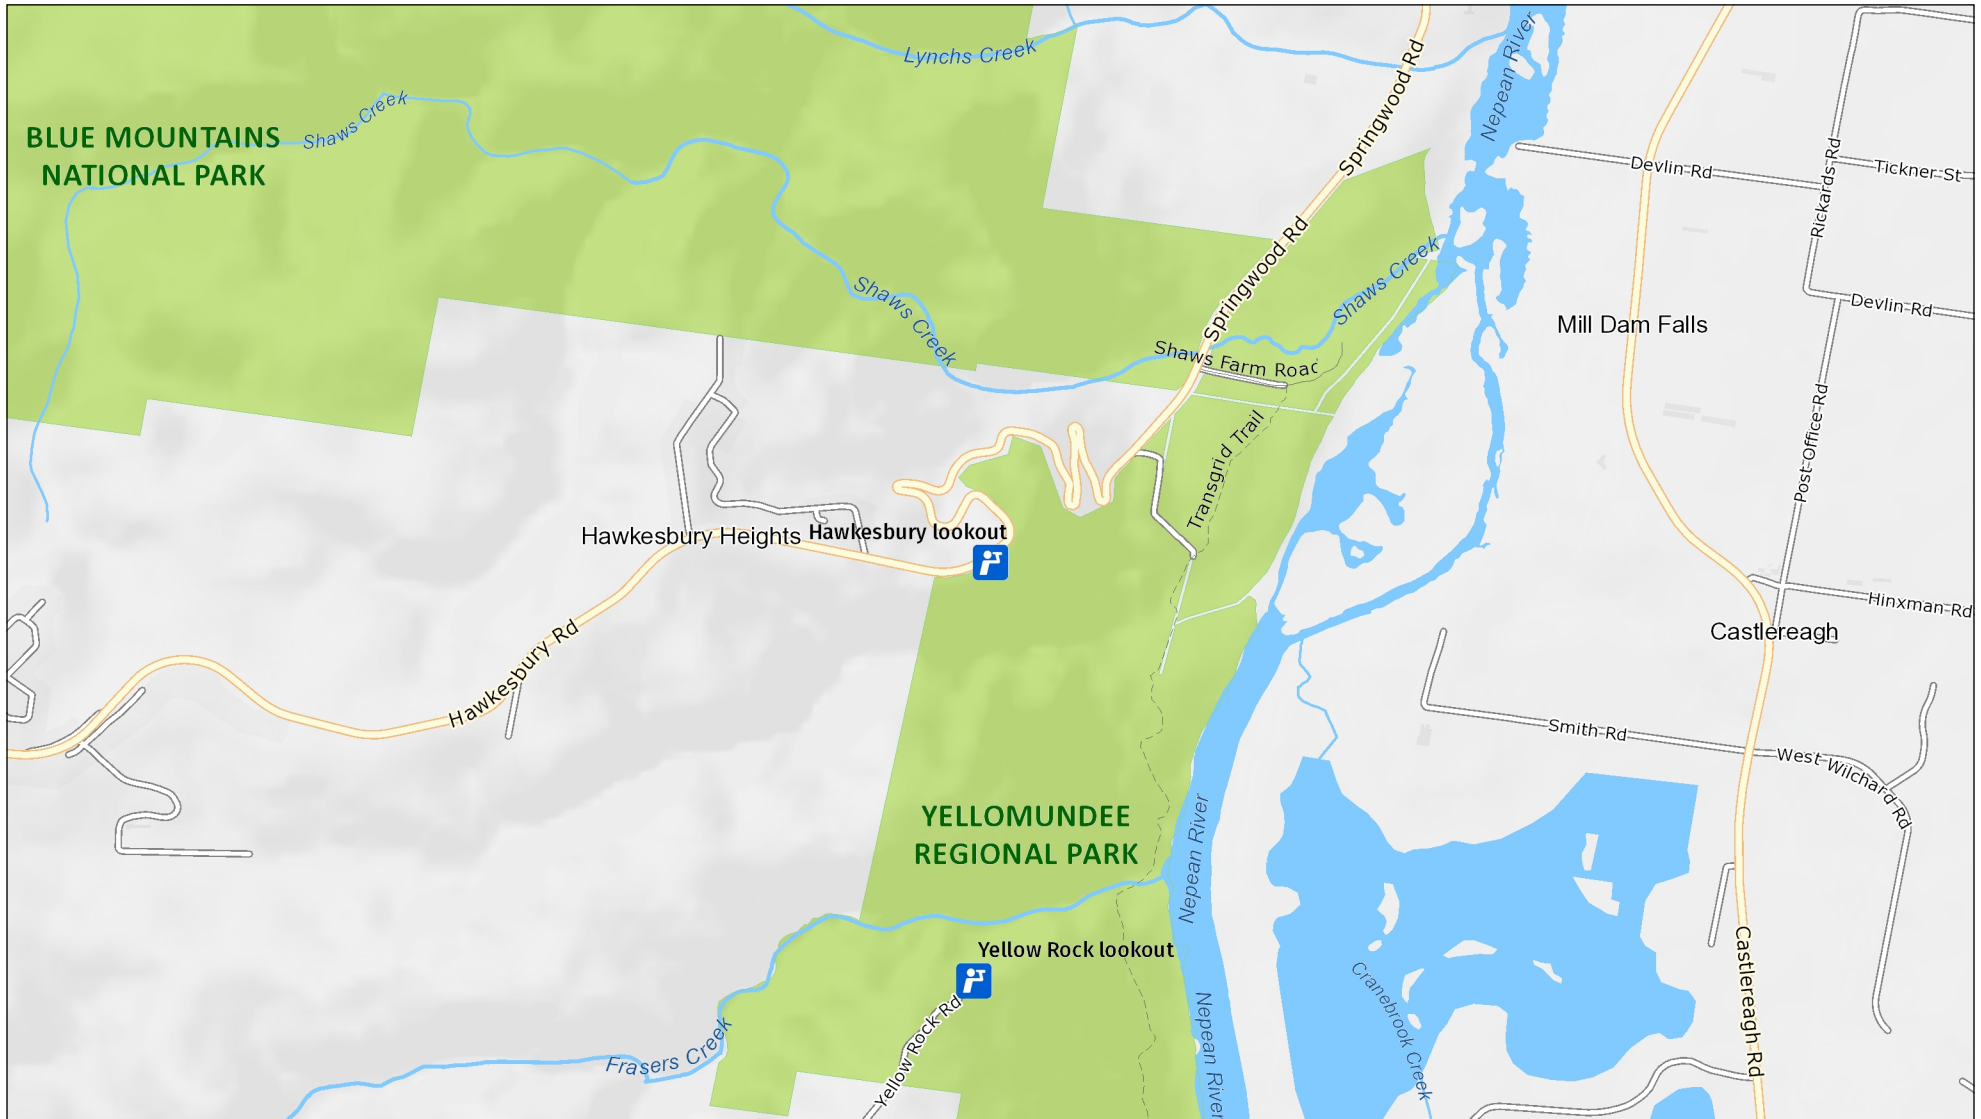 Lynchs Creek
Nepean River
Springwood Rd
Shaws Creek
BLUE MOUNTAINS
NATIONAL PARK
Devlin Rd
Rickards Rd
Tickner St
Springwood Rd
Shaws Creek
Shaws Creek
Devlin Rd
Mill Dam Falls
Shaws Farm Road
Transgrid Trail
Post Office Rd
Hawkesbury Heights
Hawkesbury lookout
Hinxman Rd
Castlereagh
Hawkesbury Rd
Smith Rd
West Wilchard Rd
YELLOMUNDEE
REGIONAL PARK
Nepean River
Yellow Rock lookout
Castlereagh Rd
Cranebrook Creek
Yellow Rock Rd
Frasers Creek
Nepean River